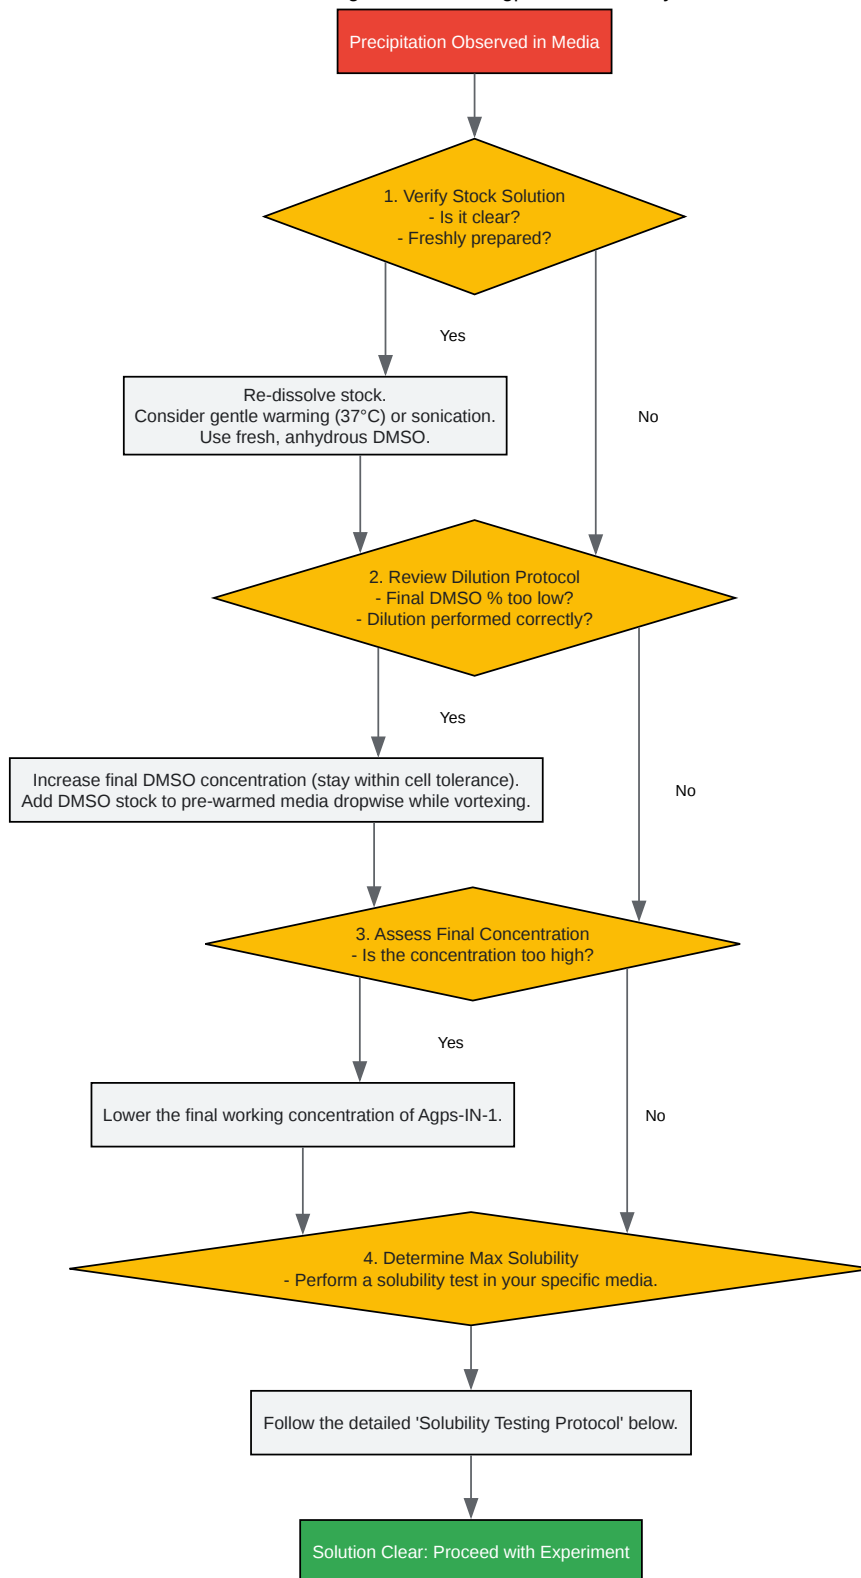 Precipitation Observed in Media
1. Verify Stock Solution
- Is it clear?
- Freshly prepared?
Yes
Re-dissolve stock.
Consider gentle warming (37°C) or sonication.
Use fresh, anhydrous DMSO.
No
2. Review Dilution Protocol
- Final DMSO % too low?
- Dilution performed correctly?
Yes
Increase final DMSO concentration (stay within cell tolerance).
Add DMSO stock to pre-warmed media dropwise while vortexing.
No
3. Assess Final Concentration
- Is the concentration too high?
Yes
Lower the final working concentration of Agps-IN-1.
No
4. Determine Max Solubility
- Perform a solubility test in your specific media.
Follow the detailed 'Solubility Testing Protocol' below.
Solution Clear: Proceed with Experiment